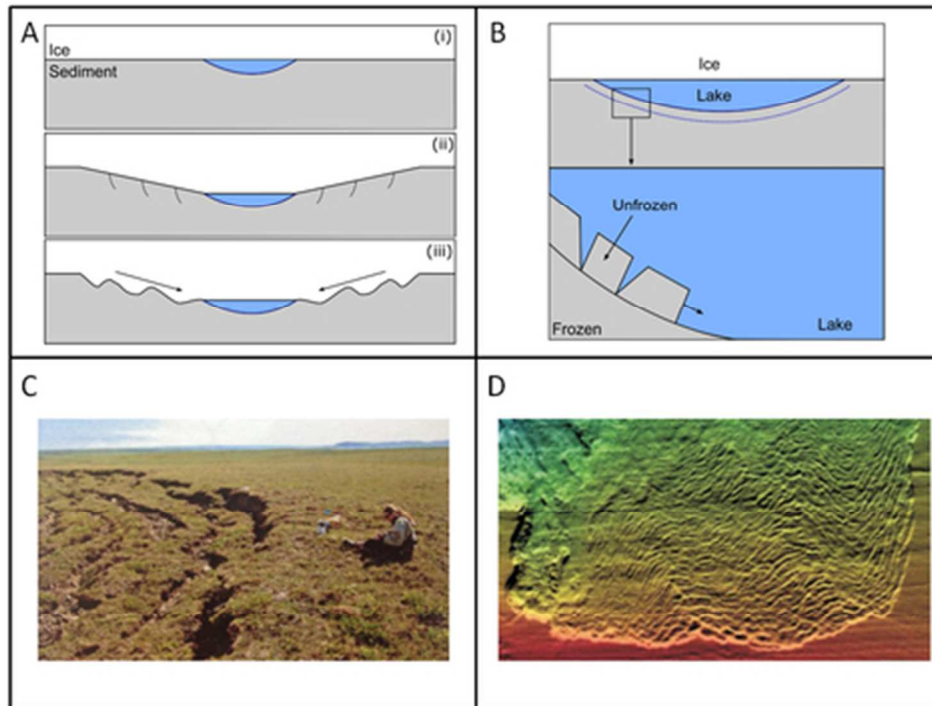 A
Ice
(i)
Sediment
(ii)
(iii)
B
Ice
Lake
Unfrozen
Frozen
Lake
C
D